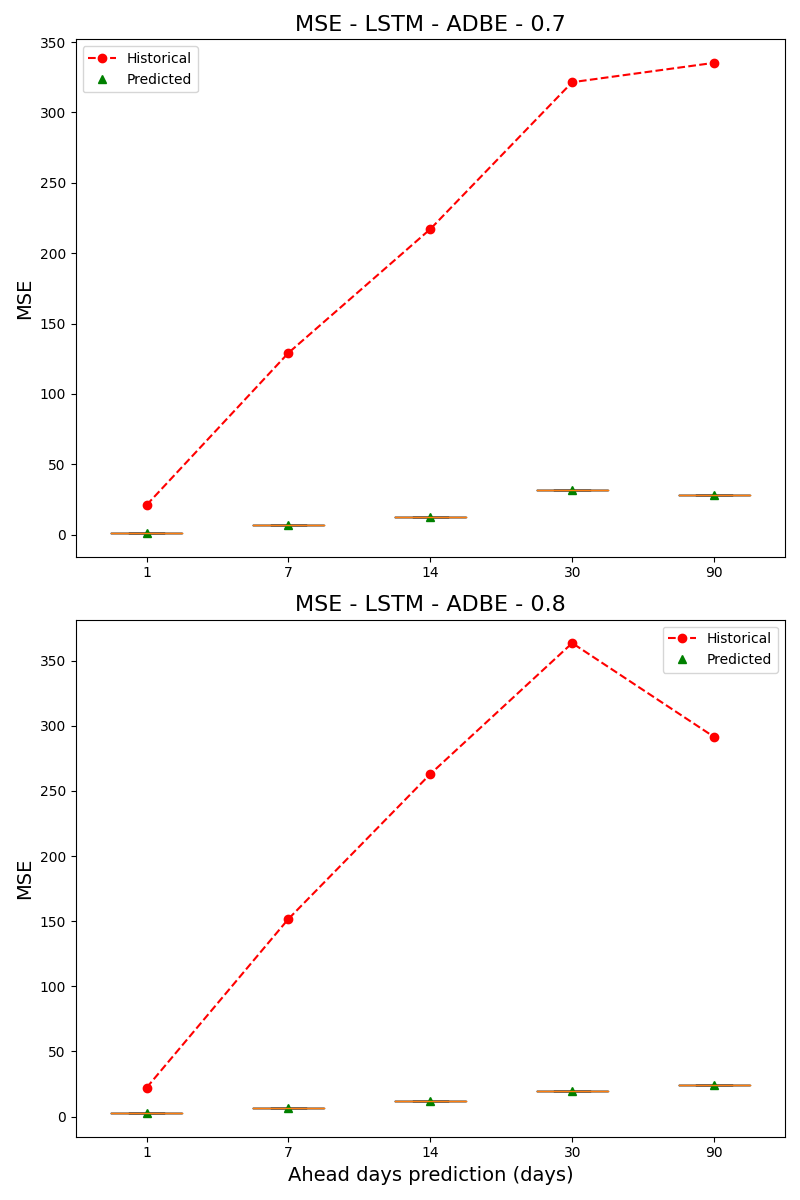 MSE - LSTM - ADBE - 0.7
350
300
250
200
150
100
50
0
MSE
Historical
Predicted
1 7 14 30 90
MSE - LSTM - ADBE - 0.8
350
300
250
200
150
100
50
0
MSE
Historical
Predicted
1 7 14 30 90
Ahead days prediction (days)